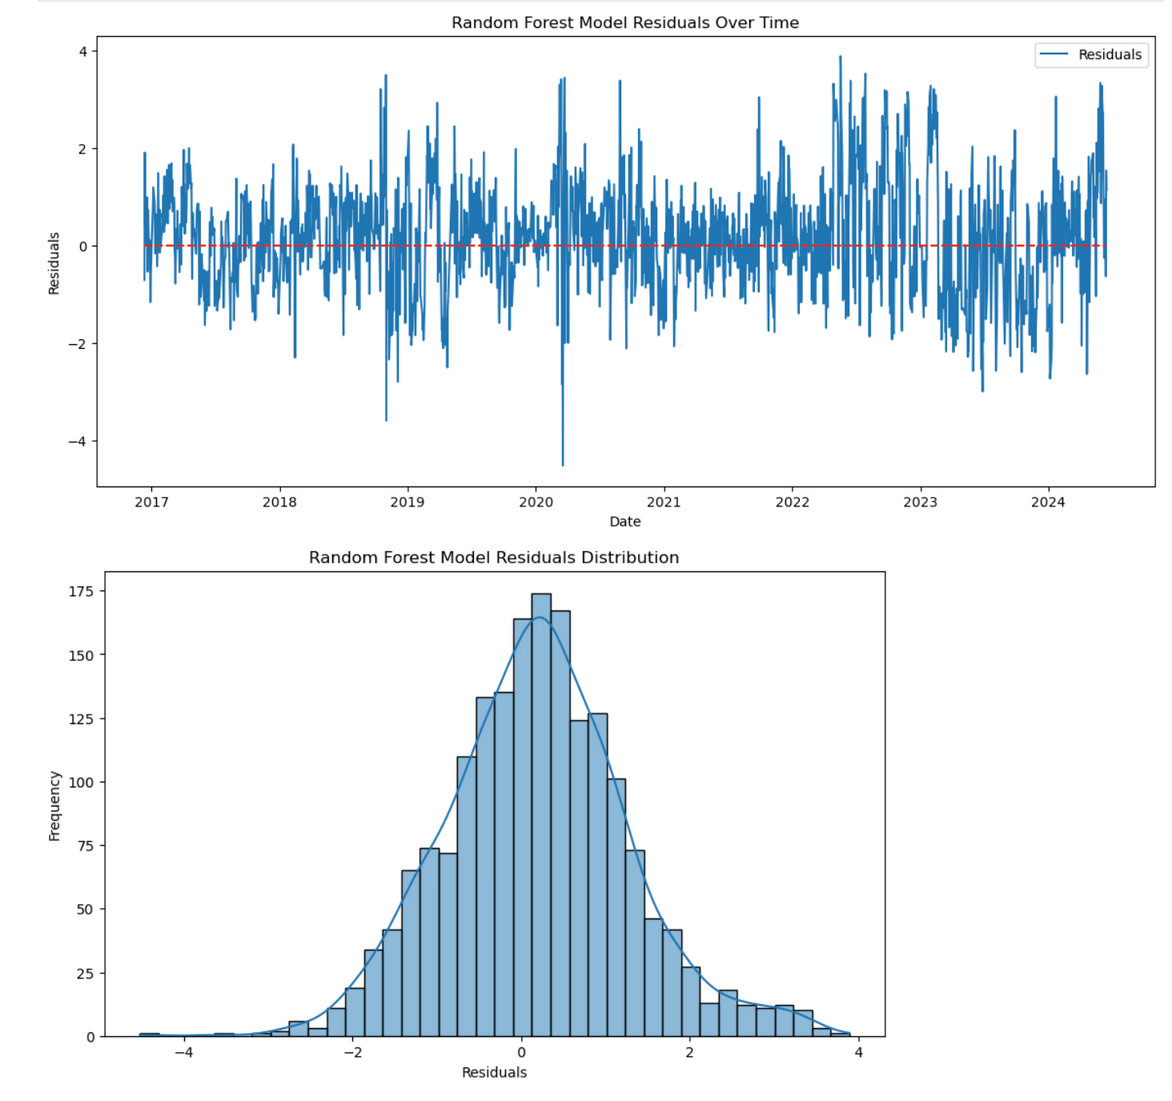 Random Forest Model Residuals Over Time
Residuals
4
2
0
−2
−4
Residuals
2017 2018 2019 2020 2021 2022 2023 2024
Date
Random Forest Model Residuals Distribution
175
150
125
100
75
50
25
0
Frequency
−4 −2 0 2 4
Residuals